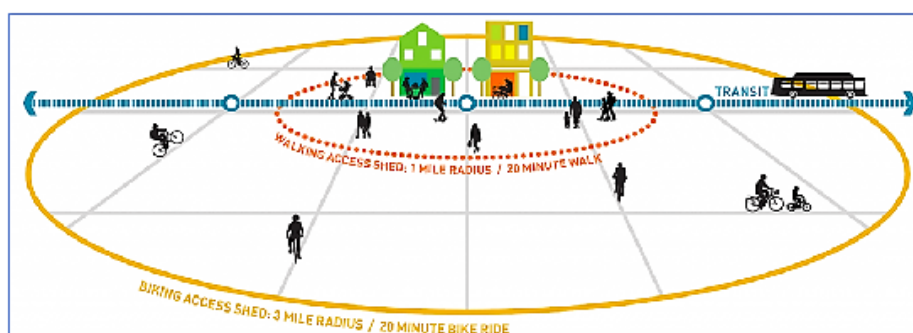 TRANSIT
WALKING ACCESS SHED: 1 MILE RADIUS / 20 MINUTE WALK
BIKING ACCESS SHED: 3 MILE RADIUS / 20 MINUTE BIKE RIDE